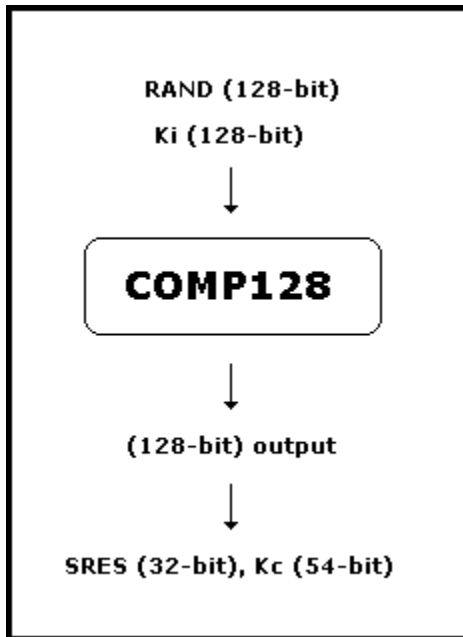 RAND (128-bit)
Ki (128-bit)
COMP128
(128-bit) output
SRES (32-bit), Kc (54-bit)